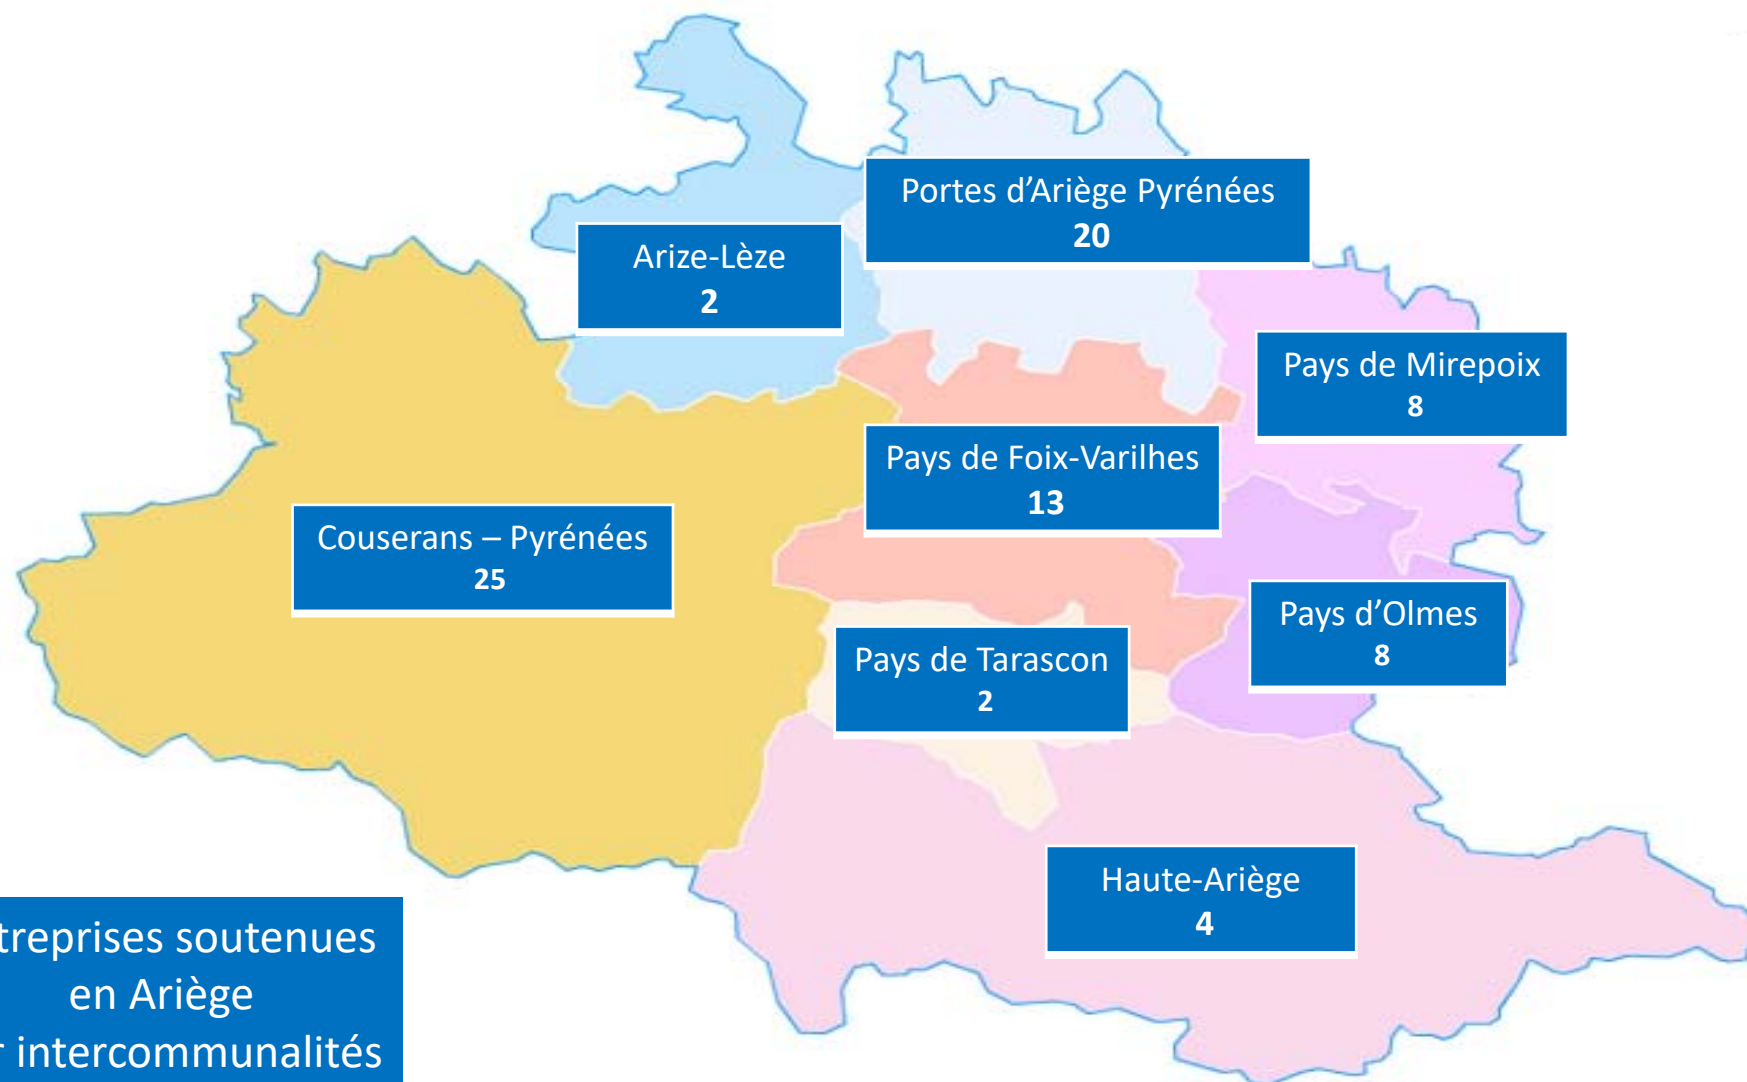 Portes d’Ariège Pyrénées
20
Arize-Lèze
2
Pays de Mirepoix
8
Pays de Foix-Varilhes
13
Couserans – Pyrénées
25
Pays d’Olmes
8
Pays de Tarascon
2
Haute-Ariège
4
treprises soutenues
en Ariège
r intercommunalités